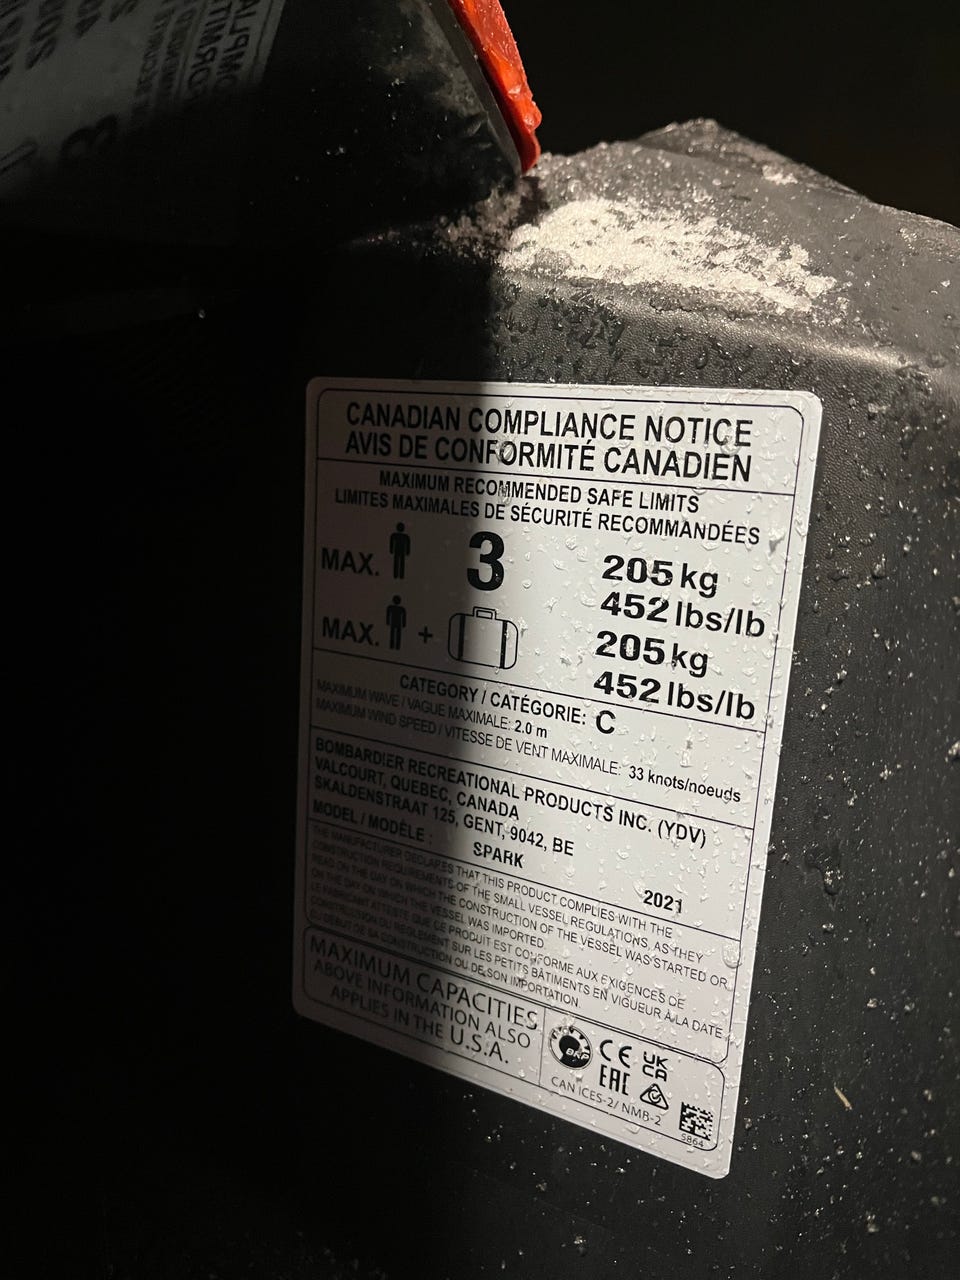 CANADIAN COMPLIANCE NOTICE
AVIS DE CONFORMITÉ CANADIEN
MAXIMUM RECOMMENDED SAFE LIMITS
LIMITES MAXIMALES DE SÉCURITÉ RECOMMANDÉES
MAX. 3 205 kg
452 lbs/lb
MAX. + 205 kg
452 lbs/lb
CATEGORY / CATÉGORIE: C
MAXIMUM WAVE / VAGUE MAXIMALE: 2.0 m
MAXIMUM WIND SPEED / VITESSE DE VENT MAXIMALE: 33 knots/noeuds
BOMBARDIER RECREATIONAL PRODUCTS INC. (YDV)
VALCOURT, QUEBEC, CANADA
SKALDENSTRAAT 125, GENT, 9042, BE
MODEL / MODÈLE :
SPARK 2021
THE MANUFACTURER DECLARES THAT THIS PRODUCT COMPLIES WITH THE
CONSTRUCTION REQUIREMENTS OF THE SMALL VESSEL REGULATIONS, AS THEY
READ ON THE DAY ON WHICH THE CONSTRUCTION OF THE VESSEL WAS STARTED OR
ON THE DAY ON WHICH THE VESSEL WAS IMPORTED.
LE FABRICANT ATTESTE QUE LE PRODUIT EST CONFORME AUX EXIGENCES DE
CONSTRUCTION DU RÈGLEMENT SUR LES PETITS BÂTIMENTS EN VIGUEUR À LA DATE
DU DÉBUT DE SA CONSTRUCTION OU DE SON IMPORTATION
MAXIMUM CAPACITIES
ABOVE INFORMATION ALSO
APPLIES IN THE U.S.A.
BRP CE UK
CA
EAC
CAN ICES-2/ NMB-2
S864